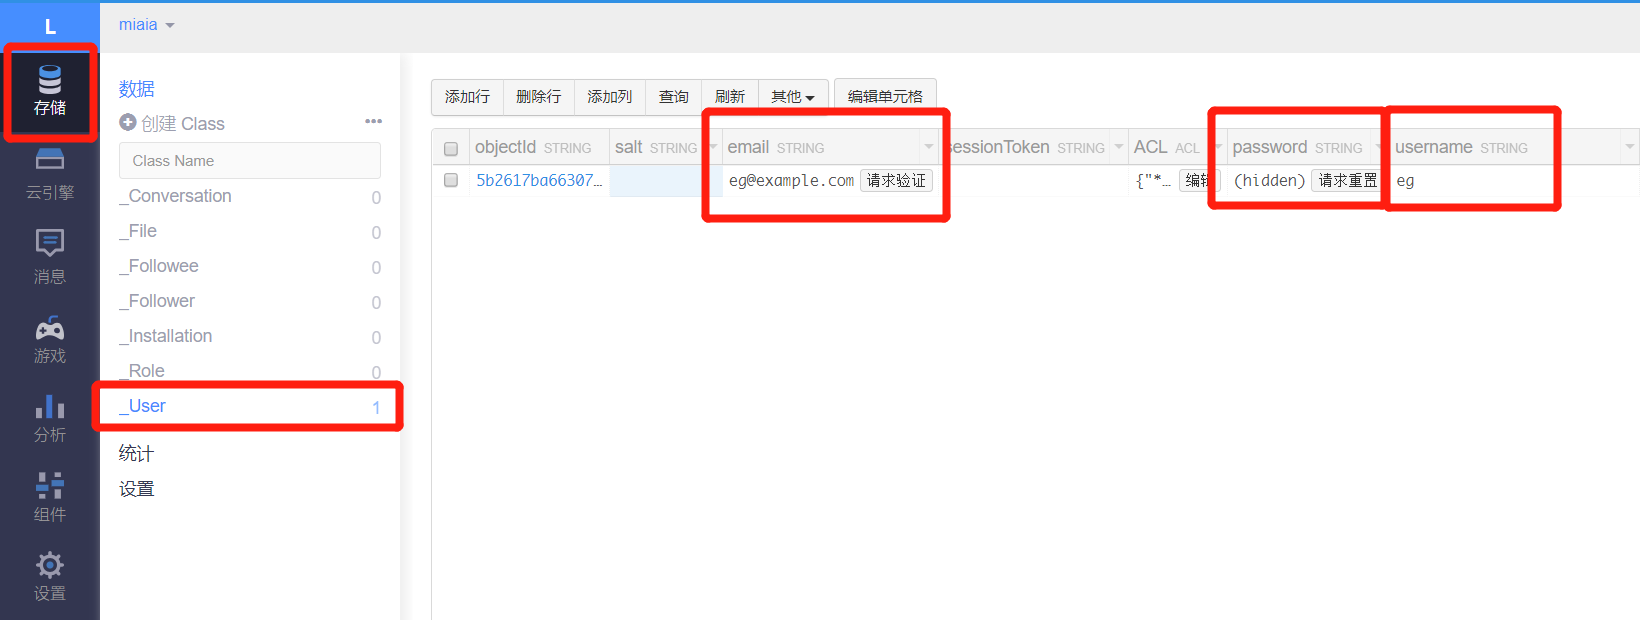 L
miaia
存储
云引擎
消息
游戏
分析
组件
设置
数据
创建 Class
Class Name
_Conversation 0
_File 0
_Followee 0
_Follower 0
_Installation 0
_Role 0
_User 1
统计
设置
添加行 删除行 添加列 查询 刷新 其他 编辑单元格
objectId STRING salt STRING email STRING sessionToken STRING ACL ACL password STRING username STRING
5b2617ba66307... eg@example.com 请求验证 {"*... 编辑 (hidden) 请求重置 eg